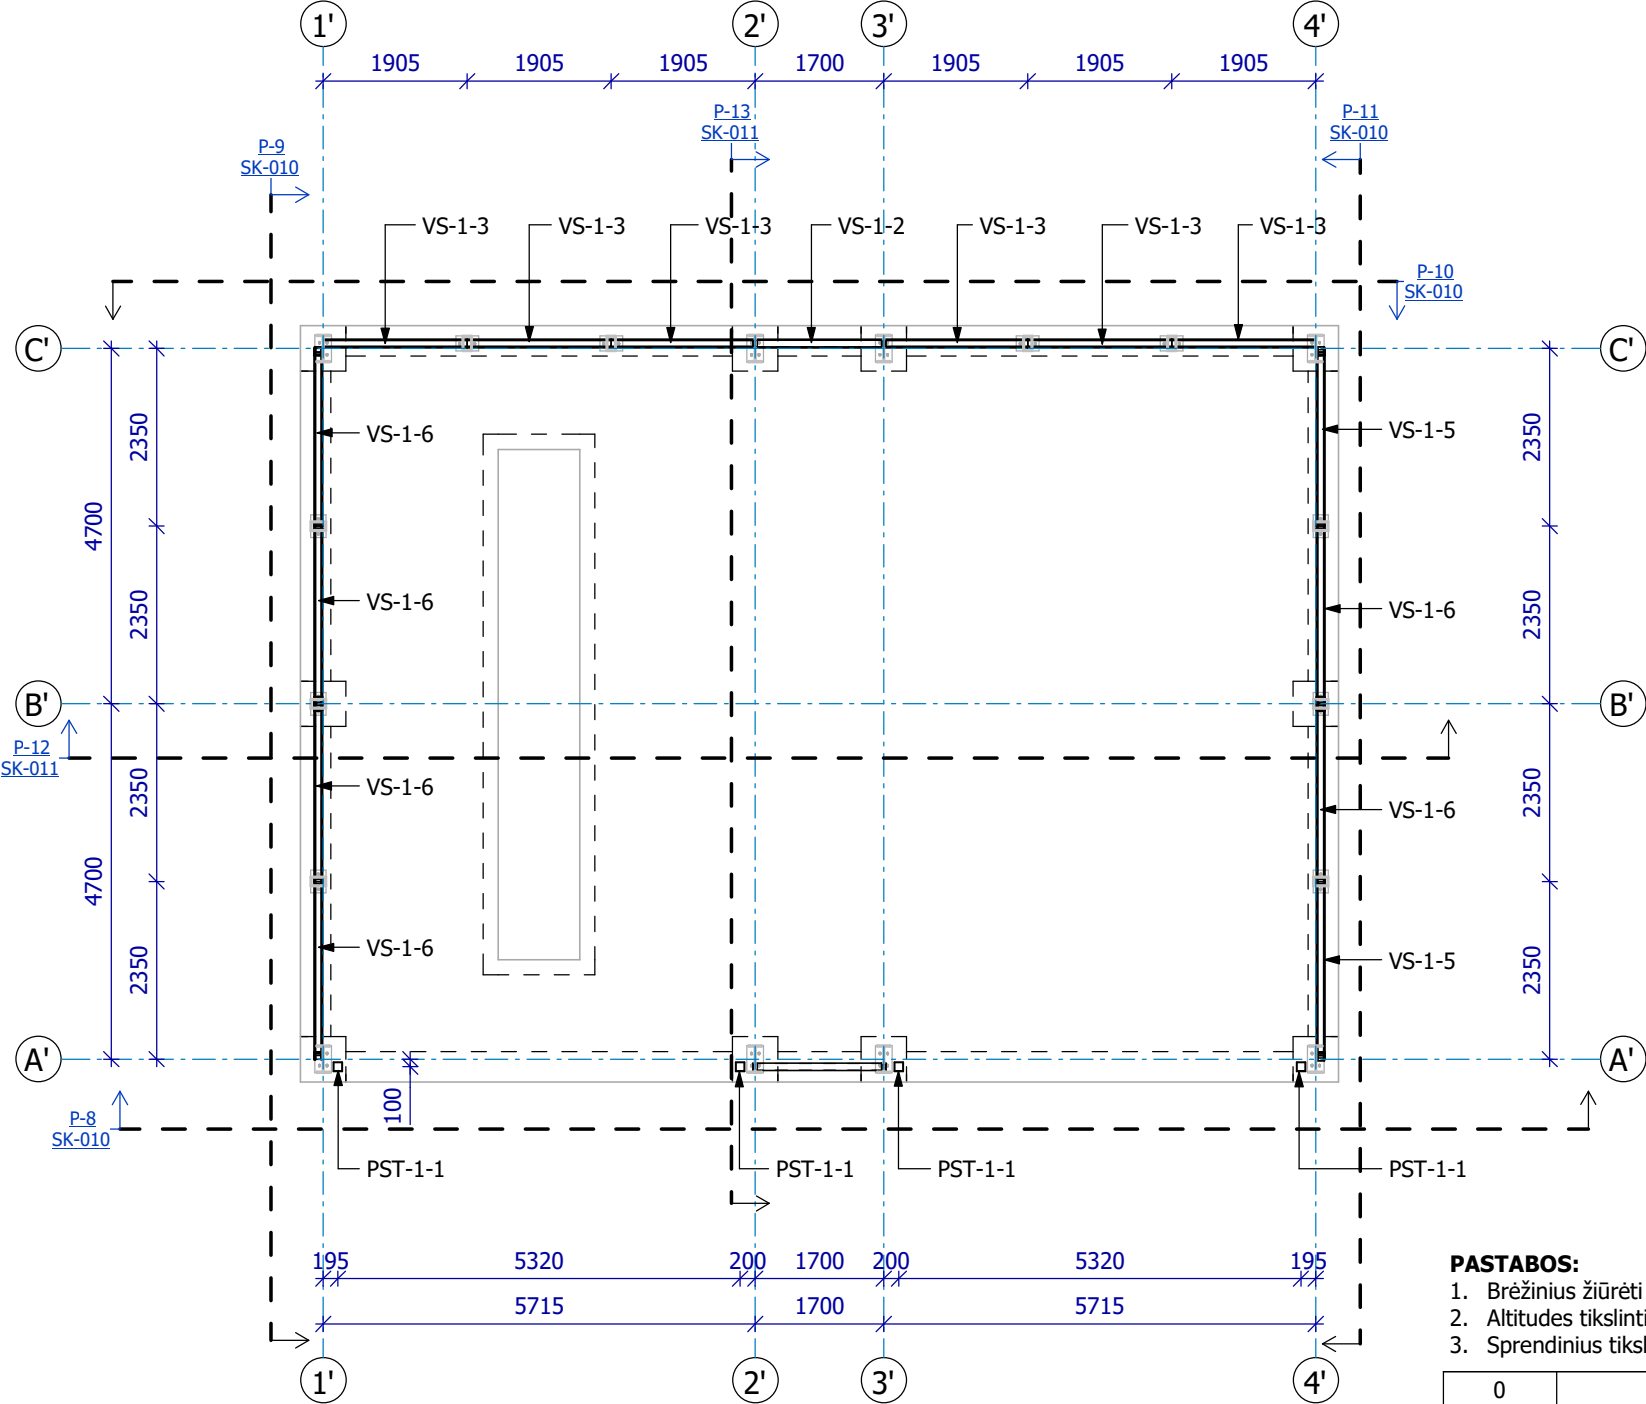 1' 2' 3' 4'
1905 1905 1905 1700 1905 1905 1905
P-13
SK-011
P-11
SK-010
P-9
SK-010
VS-1-3 VS-1-3 VS-1-3 VS-1-2 VS-1-3 VS-1-3 VS-1-3
P-10
SK-010
C' C'
2350 VS-1-6 VS-1-5 2350
4700
2350 VS-1-6 VS-1-6 2350
B' B'
P-12
SK-011
2350 VS-1-6 VS-1-6 2350
4700
2350 VS-1-6 VS-1-5 2350
A' A'
100
P-8
SK-010
PST-1-1 PST-1-1 PST-1-1 PST-1-1
195 5320 200 1700 200 5320 195
5715 1700 5715
1' 2' 3' 4'
PASTABOS:
1. Brėžinius žiūrėti
2. Altitudes tikslinti
3. Sprendinius tiksl
0